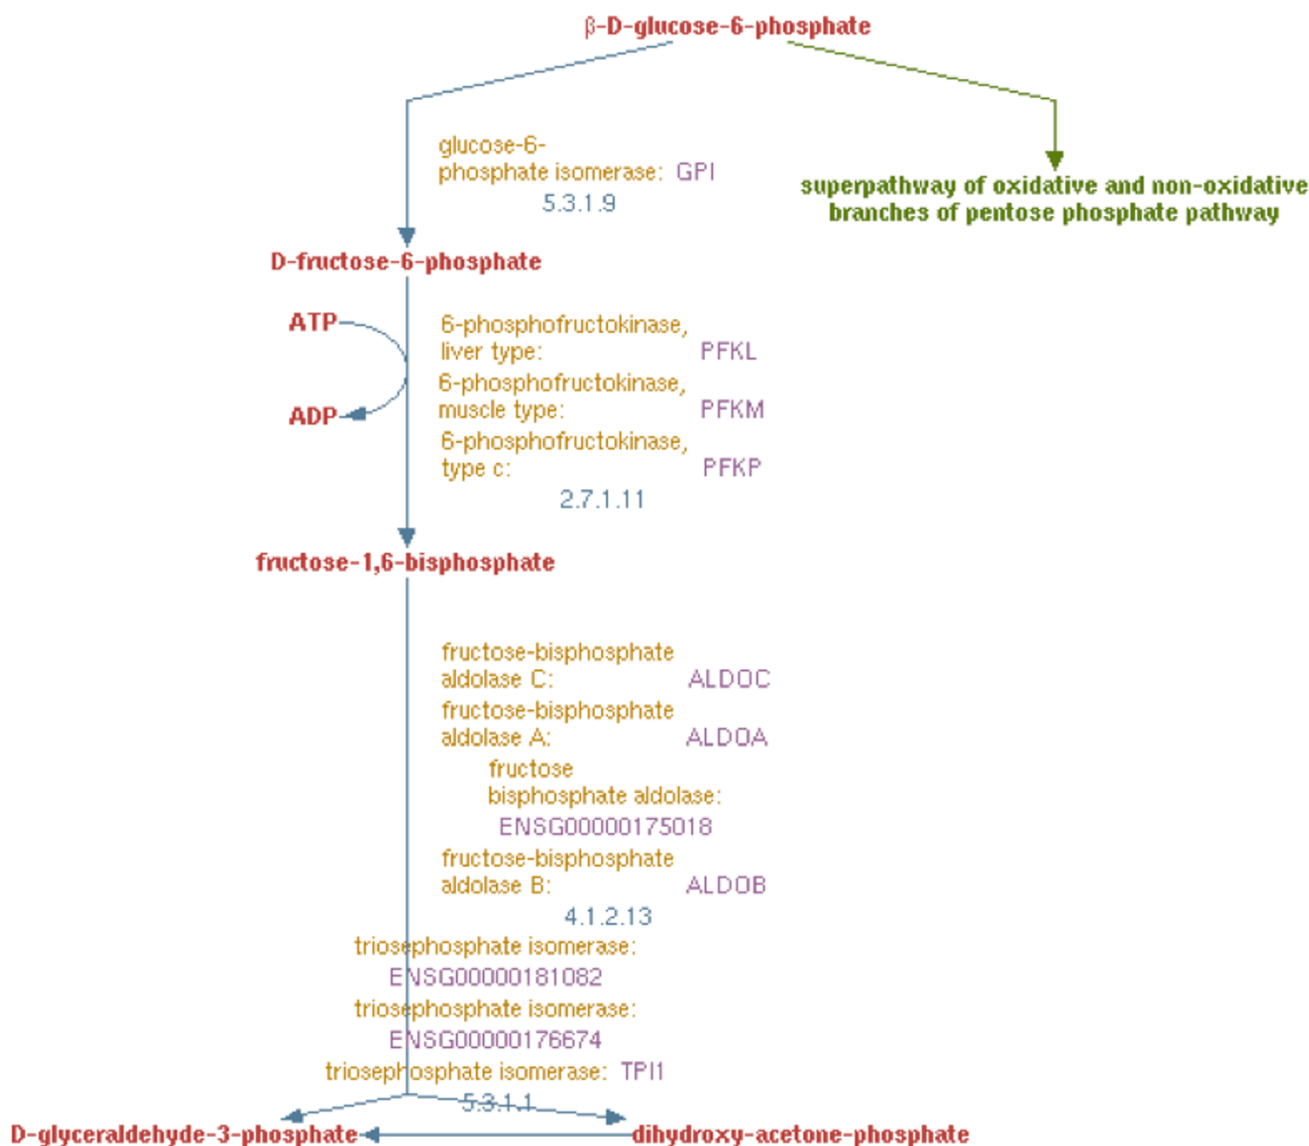 β-D-glucose-6-phosphate
glucose-6-
phosphate isomerase: GPI
5.3.1.9
superpathway of oxidative and non-oxidative
branches of pentose phosphate pathway
D-fructose-6-phosphate
ATP
ADP
6-phosphofructokinase,
liver type: PFKL
6-phosphofructokinase,
muscle type: PFKM
6-phosphofructokinase,
type c: PFKP
2.7.1.11
fructose-1,6-bisphosphate
fructose-bisphosphate
aldolase C: ALDOC
fructose-bisphosphate
aldolase A: ALDOA
fructose
bisphosphate aldolase:
ENSG00000175018
fructose-bisphosphate
aldolase B: ALDOB
4.1.2.13
triosephosphate isomerase:
ENSG00000181082
triosephosphate isomerase:
ENSG00000176674
triosephosphate isomerase: TPI1
5.3.1.1
D-glyceraldehyde-3-phosphate
dihydroxy-acetone-phosphate